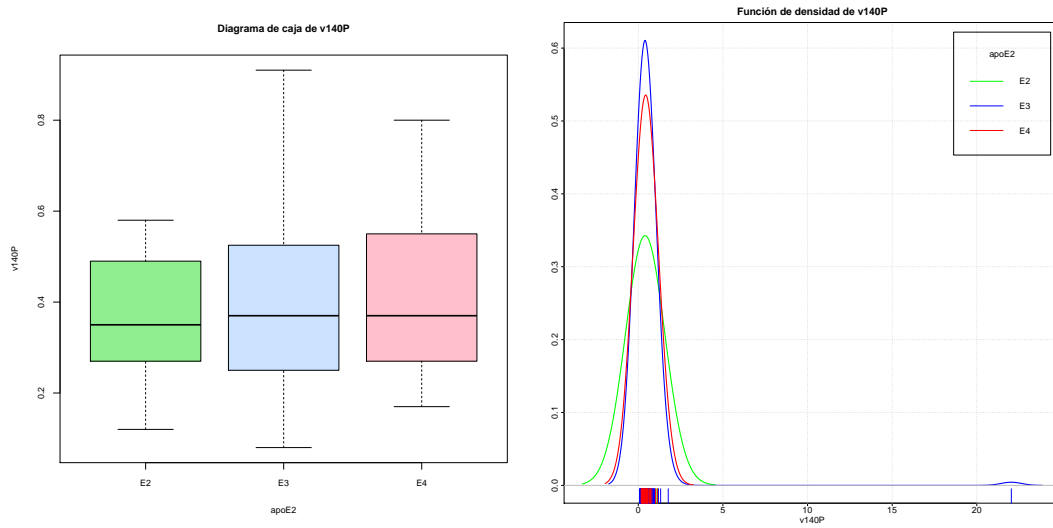 Diagrama de caja de v140P
v140P
0.2
0.4
0.6
0.8
E2
E3
E4
apoE2
Función de densidad de v140P
0.0
0.1
0.2
0.3
0.4
0.5
0.6
0
5
10
15
20
v140P
apoE2
E2
E3
E4